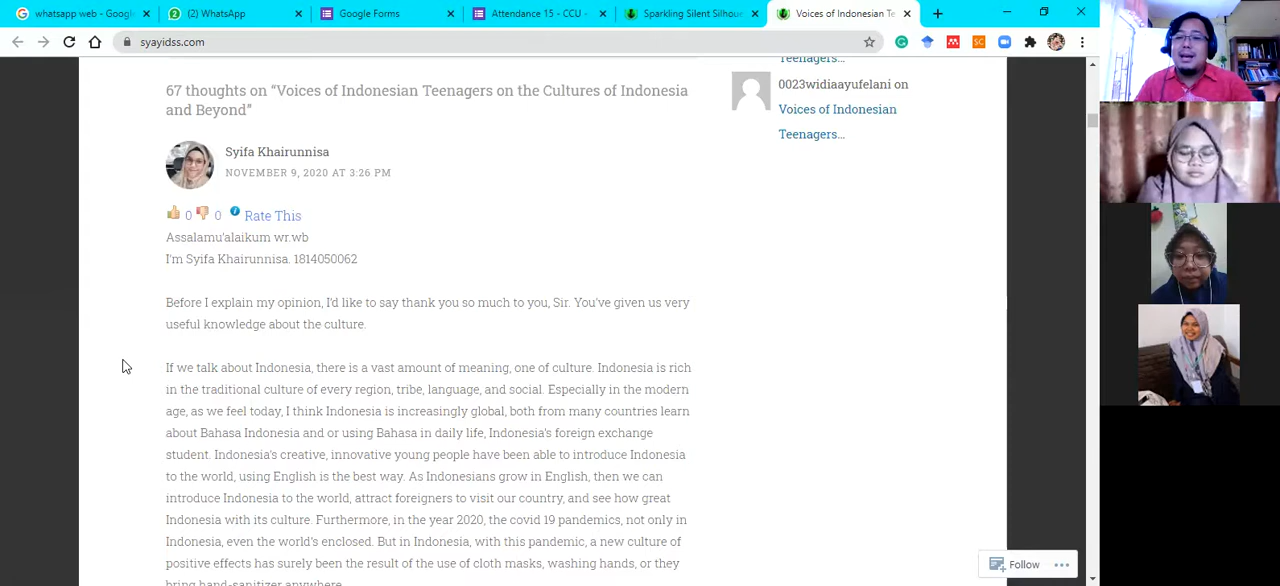 whatsapp web - Google
(2) WhatsApp
Google Forms
Attendance 15 - CCU -
Sparkling Silent Silhoue
Voices of Indonesian Te
syayidss.com
67 thoughts on “Voices of Indonesian Teenagers on the Cultures of Indonesia
and Beyond”
Syifa Khairunnisa
NOVEMBER 9, 2020 AT 3:26 PM
0 0 Rate This
Assalamu’alaikum wr.wb
I’m Syifa Khairunnisa. 1814050062
Before I explain my opinion, I’d like to say thank you so much to you, Sir. You’ve given us very
useful knowledge about the culture.
If we talk about Indonesia, there is a vast amount of meaning, one of culture. Indonesia is rich
in the traditional culture of every region, tribe, language, and social. Especially in the modern
age, as we feel today, I think Indonesia is increasingly global, both from many countries learn
about Bahasa Indonesia and or using Bahasa in daily life, Indonesia’s foreign exchange
student. Indonesia’s creative, innovative young people have been able to introduce Indonesia
to the world, using English is the best way. As Indonesians grow in English, then we can
introduce Indonesia to the world, attract foreigners to visit our country, and see how great
Indonesia with its culture. Furthermore, in the year 2020, the covid 19 pandemics, not only in
Indonesia, even the world’s enclosed. But in Indonesia, with this pandemic, a new culture of
positive effects has surely been the result of the use of cloth masks, washing hands, or they
bring hand-sanitizer anywhere.
Teenagers...
0023widiaayufelani on
Voices of Indonesian
Teenagers...
Follow